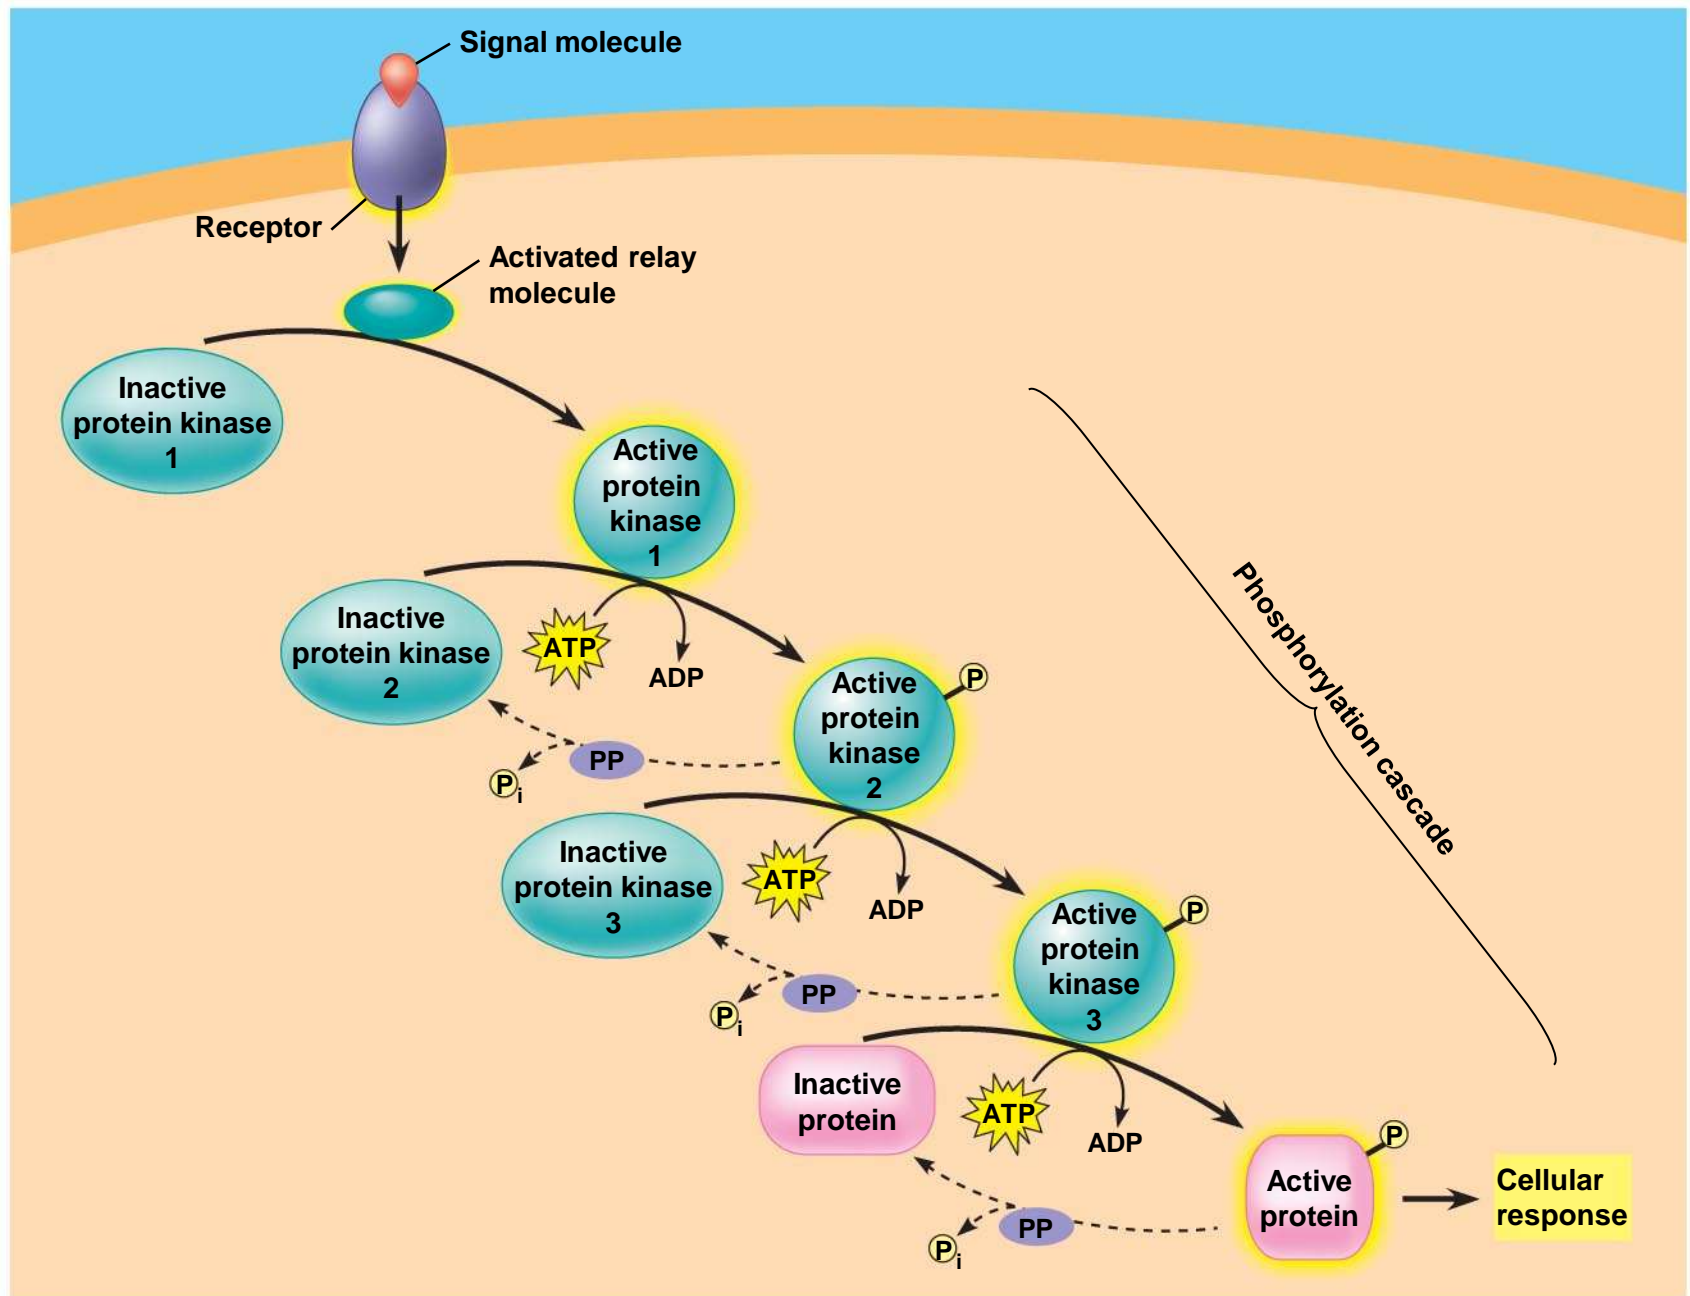 Signal molecule
Receptor
Activated relay
molecule
Inactive
protein kinase
1
Active
protein
kinase
1
Inactive
protein kinase
2
ATP
ADP
Active
protein
kinase
2
P
PP
Pi
Phosphorylation cascade
Inactive
protein kinase
3
ATP
ADP
Active
protein
kinase
3
P
PP
Pi
Inactive
protein
ATP
ADP
Active
protein
P
Cellular
response
PP
Pi